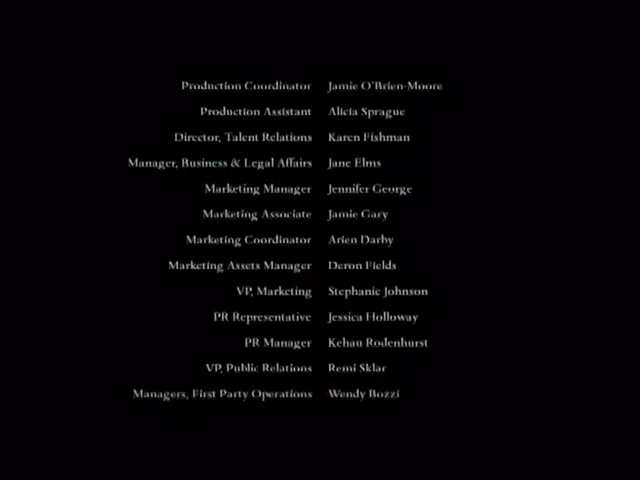 Production Coordinator Jamie O'Brien-Moore
Production Assistant Alicia Sprague
Director, Talent Relations Karen Fishman
Manager, Business & Legal Affairs Jane Elms
Marketing Manager Jennifer George
Marketing Associate Jamie Gary
Marketing Coordinator Arien Darby
Marketing Assets Manager Deron Fields
VP, Marketing Stephanie Johnson
PR Representative Jessica Holloway
PR Manager Kehau Rodenhurst
VP, Public Relations Remi Sklar
Managers, First Party Operations Wendy Bozzi